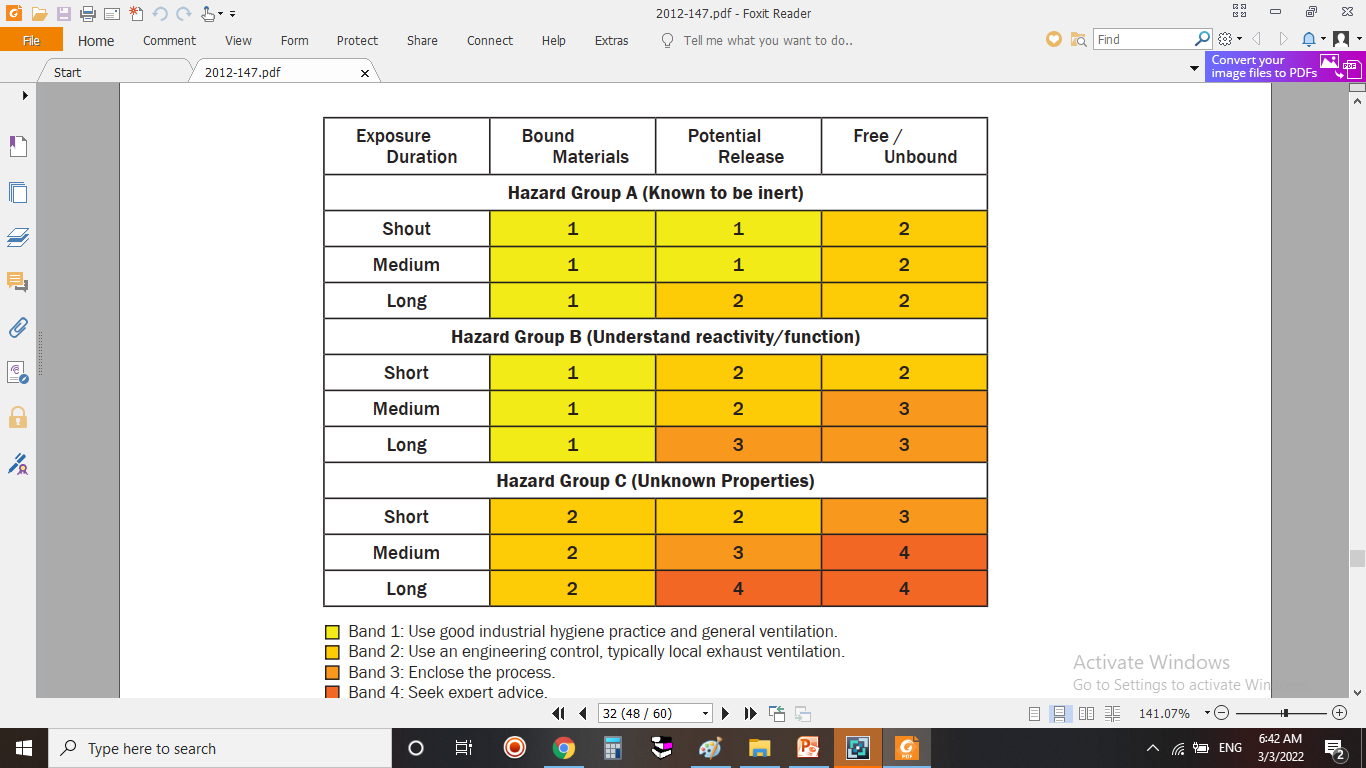 2012-147.pdf - Foxit Reader
File Home Comment View Form Protect Share Connect Help Extras Tell me what you want to do.. Find
Start 2012-147.pdf
Convert your
image files to PDFs
Exposure Duration Bound Materials Potential Release Free / Unbound
Hazard Group A (Known to be inert)
Shout 1 1 2
Medium 1 1 2
Long 1 2 2
Hazard Group B (Understand reactivity/function)
Short 1 2 2
Medium 1 2 3
Long 1 3 3
Hazard Group C (Unknown Properties)
Short 2 2 3
Medium 2 3 4
Long 2 4 4
Band 1: Use good industrial hygiene practice and general ventilation.
Band 2: Use an engineering control, typically local exhaust ventilation.
Band 3: Enclose the process.
Band 4: Seek expert advice.
Activate Windows
Go to Settings to activate
32 (48 / 60) 141.07%
Type here to search
ENG
6:42 AM
3/3/2022
2